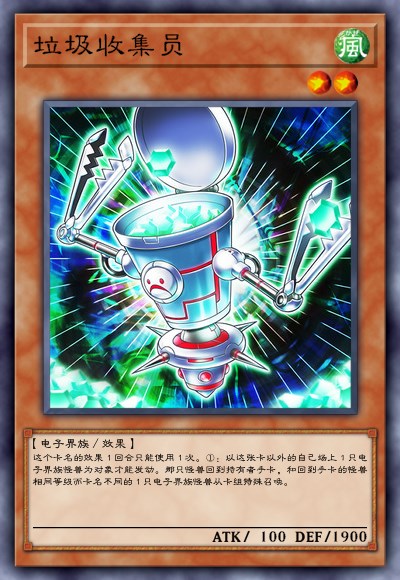 垃圾收集员
風
【电子界族／效果】
这个卡名的效果1回合只能使用1次。①：以这张卡以外的自己场上1只电
子界族怪兽为对象才能发动。那只怪兽回到持有者手卡，和回到手卡的怪兽
相同等级而卡名不同的1只电子界族怪兽从卡组特殊召唤。
ATK/ 100 DEF/1900